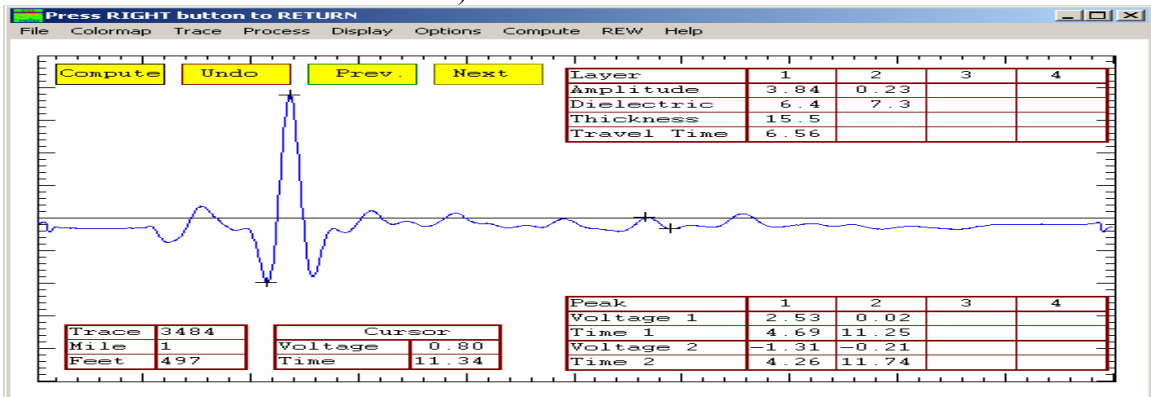 Press RIGHT button to RETURN
File Colormap Trace Process Display Options Compute REW Help
Compute Undo Prev. Next
Layer 1 2 3 4
Amplitude 3.84 0.23
Dielectric 6.4 7.3
Thickness 15.5
Travel Time 6.56
Peak 1 2 3 4
Voltage 1 2.53 0.02
Time 1 4.69 11.25
Voltage 2 -1.31 -0.21
Time 2 4.26 11.74
Trace 3484
Mile 1
Feet 497
Cursor
Voltage 0.80
Time 11.34